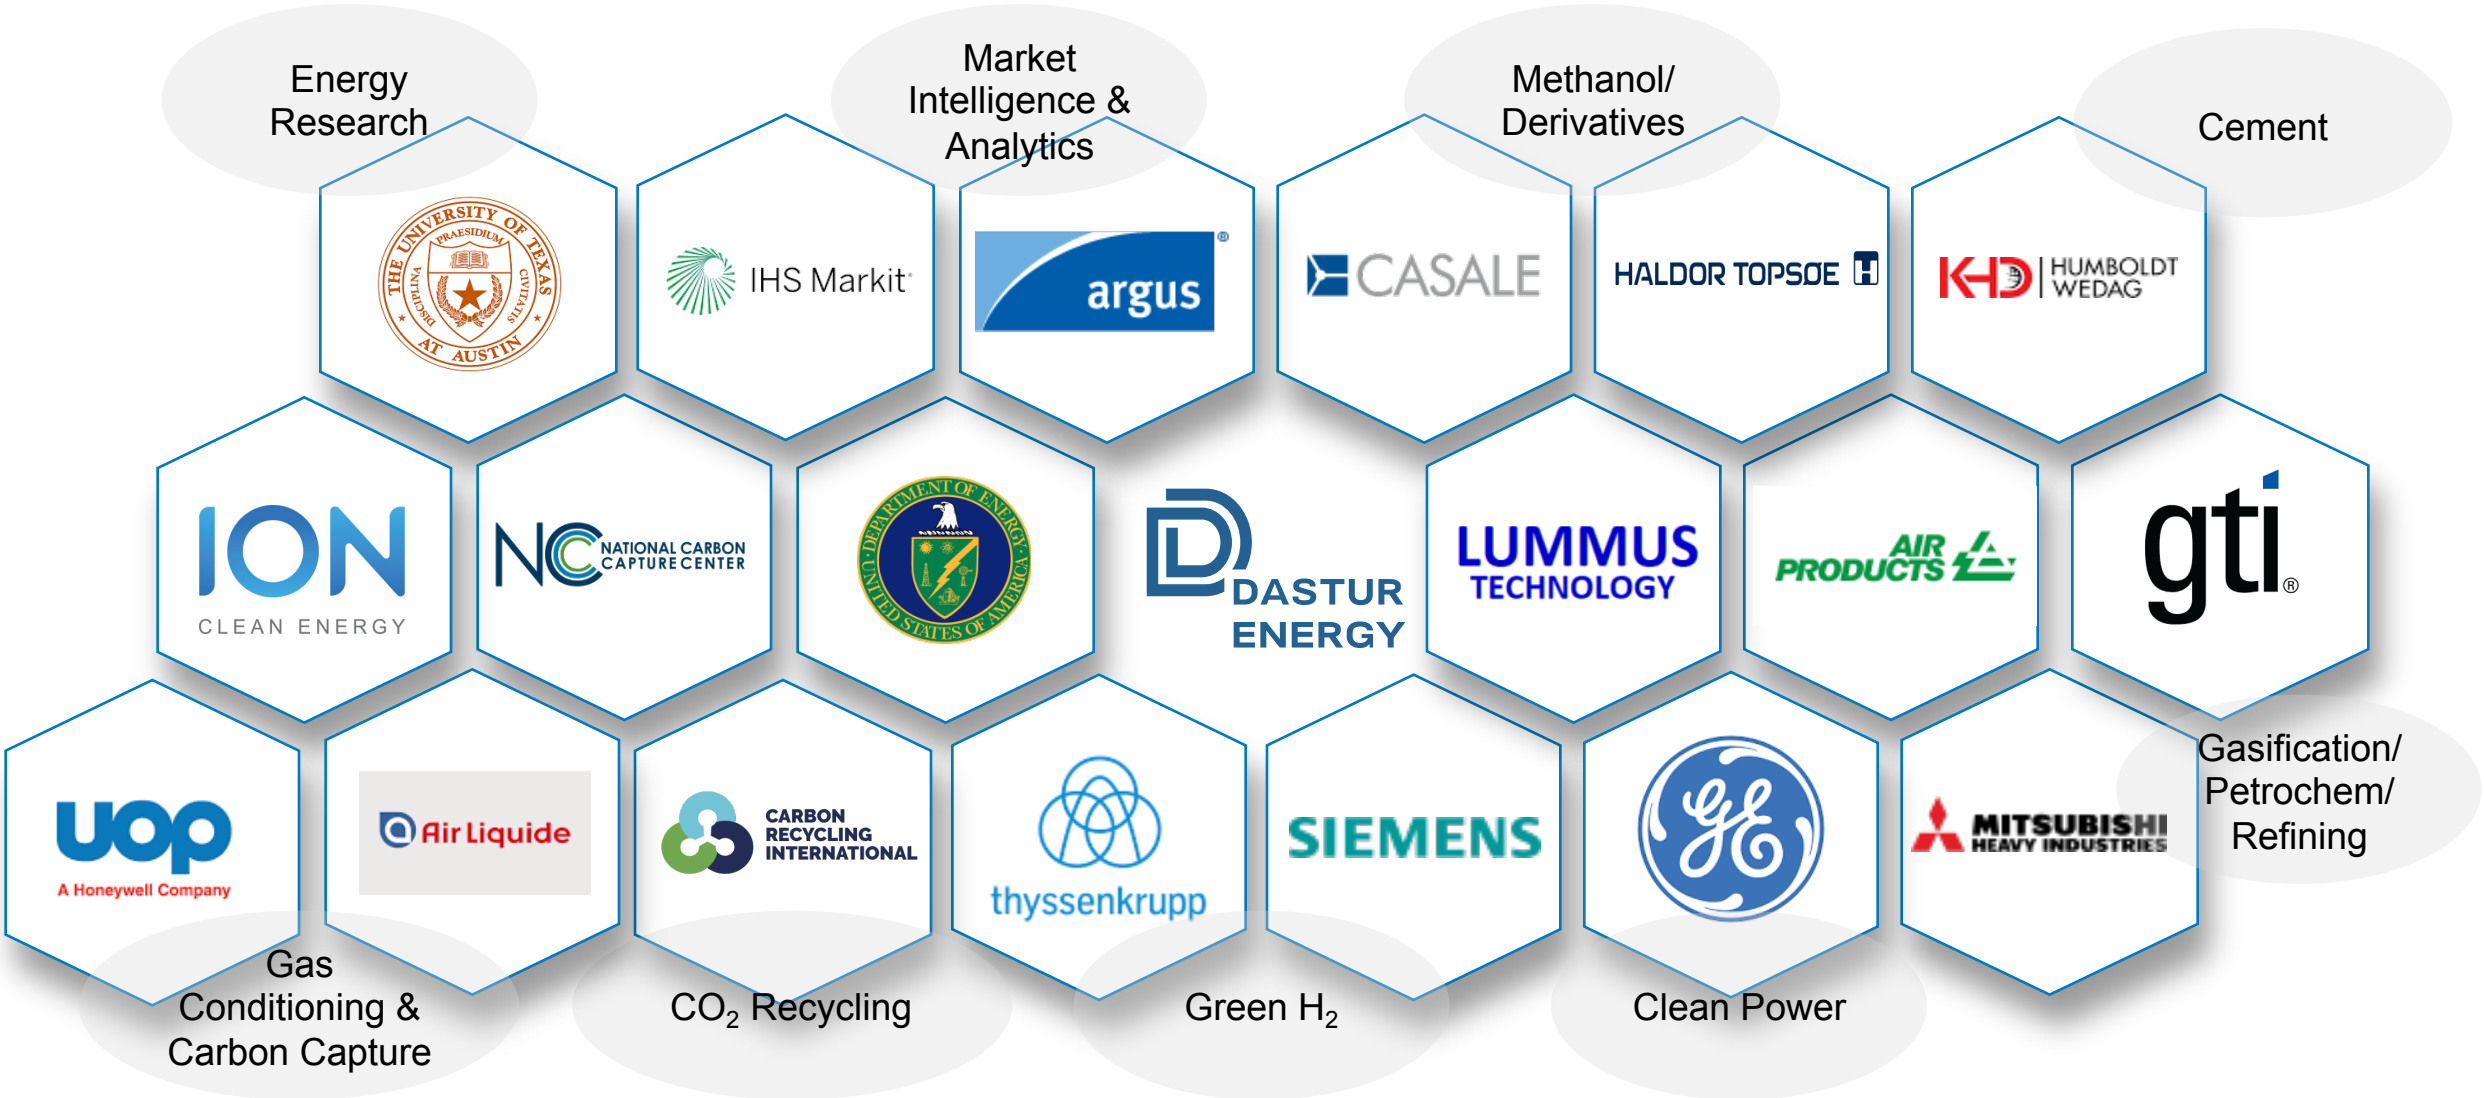 Energy
Research
Market
Intelligence &
Analytics
Methanol/
Derivatives
Cement
THE UNIVERSITY OF TEXAS
AT AUSTIN
PRAESIDIUM
DISCIPLINA
CIVITATIS
IHS Markit
argus®
CASALE
HALDOR TOPSØE H
KHD HUMBOLDT
WEDAG
ION
CLEAN ENERGY
NCC NATIONAL CARBON
CAPTURE CENTER
DEPARTMENT OF ENERGY
UNITED STATES OF AMERICA
D DASTUR
ENERGY
LUMMUS
TECHNOLOGY
AIR
PRODUCTS
gti®
uop
A Honeywell Company
Air Liquide
CARBON
RECYCLING
INTERNATIONAL
thyssenkrupp
SIEMENS
GE
MITSUBISHI
HEAVY INDUSTRIES
Gasification/
Petrochem/
Refining
Gas
Conditioning &
Carbon Capture
CO₂ Recycling
Green H₂
Clean Power